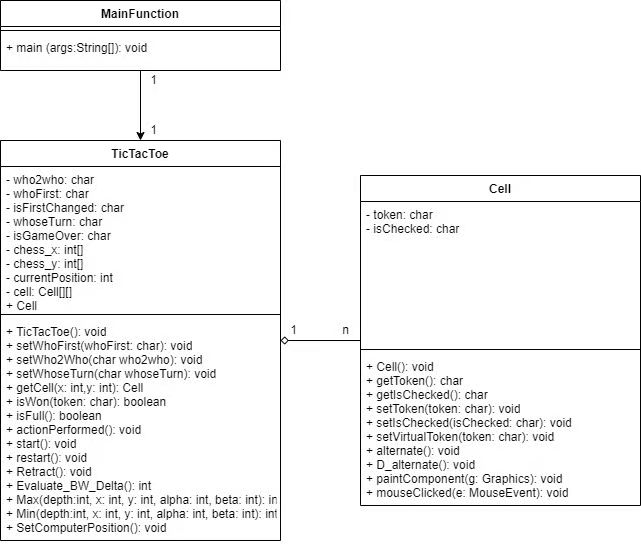 MainFunction
+ main (args:String[]): void
1
1
TicTacToe
- who2who: char
- whoFirst: char
- isFirstChanged: char
- whoseTurn: char
- isGameOver: char
- chess_x: int[]
- chess_y: int[]
- currentPosition: int
- cell: Cell[][]
+ Cell
+ TicTacToe(): void
+ setWhoFirst(whoFirst: char): void
+ setWho2Who(char who2who): void
+ setWhoseTurn(char whoseTurn): void
+ getCell(x: int,y: int): Cell
+ isWon(token: char): boolean
+ isFull(): boolean
+ actionPerformed(): void
+ start(): void
+ restart(): void
+ Retract(): void
+ Evaluate_BW_Delta(): int
+ Max(depth:int, x: int, y: int, alpha: int, beta: int): in
+ Min(depth:int, x: int, y: int, alpha: int, beta: int): int
+ SetComputerPosition(): void
1
n
Cell
- token: char
- isChecked: char
+ Cell(): void
+ getToken(): char
+ getIsChecked(): char
+ setToken(token: char): void
+ setIsChecked(isChecked: char): void
+ setVirtualToken(token: char): void
+ alternate(): void
+ D_alternate(): void
+ paintComponent(g: Graphics): void
+ mouseClicked(e: MouseEvent): void